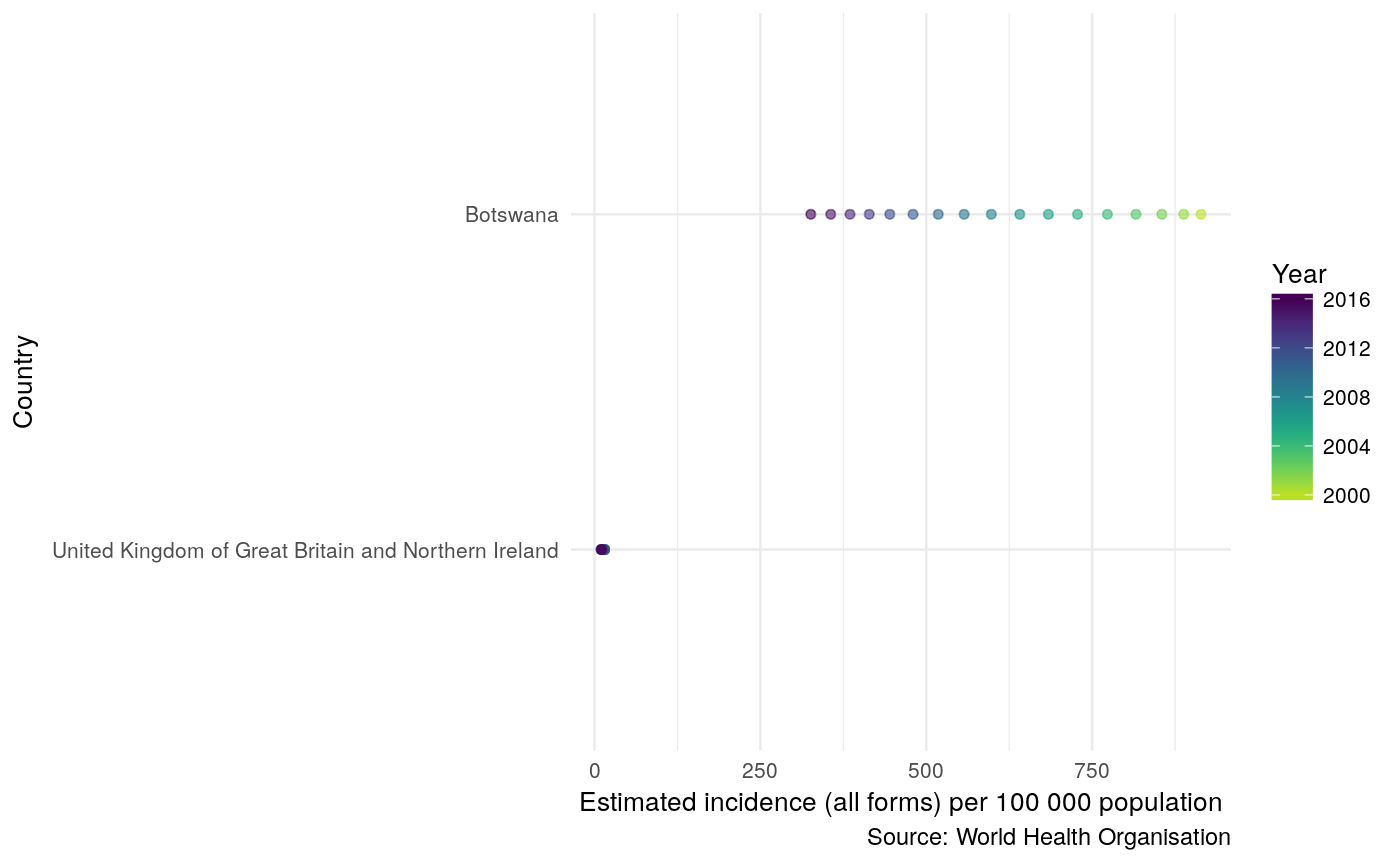 Botswana
United Kingdom of Great Britain and Northern Ireland
Country
0 250 500 750
Estimated incidence (all forms) per 100 000 population
Source: World Health Organisation
Year
2016
2012
2008
2004
2000